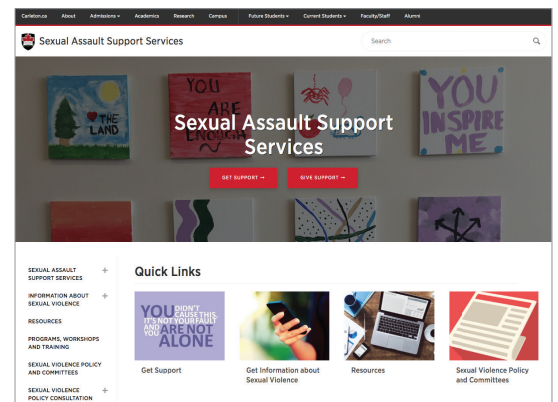 Carleton.ca About Admissions Academics Research Campus Future Students Current Students Faculty/Staff Alumni
Sexual Assault Support Services
Search
THE
LAND
YOU
ARE
ENOUGH
YOU
INSPIRE
ME
Sexual Assault Support
Services
GET SUPPORT → GIVE SUPPORT →
SEXUAL ASSAULT +
SUPPORT SERVICES
INFORMATION ABOUT +
SEXUAL VIOLENCE
RESOURCES
PROGRAMS, WORKSHOPS
AND TRAINING
SEXUAL VIOLENCE POLICY
AND COMMITTEES
SEXUAL VIOLENCE +
POLICY CONSULTATION
Quick Links
YOU DIDN'T
CAUSE THIS,
IT'S NOT YOUR FAULT
AND YOU ARE NOT
ALONE
Get Support
Get Information about
Sexual Violence
Resources
Sexual Violence Policy
and Committees